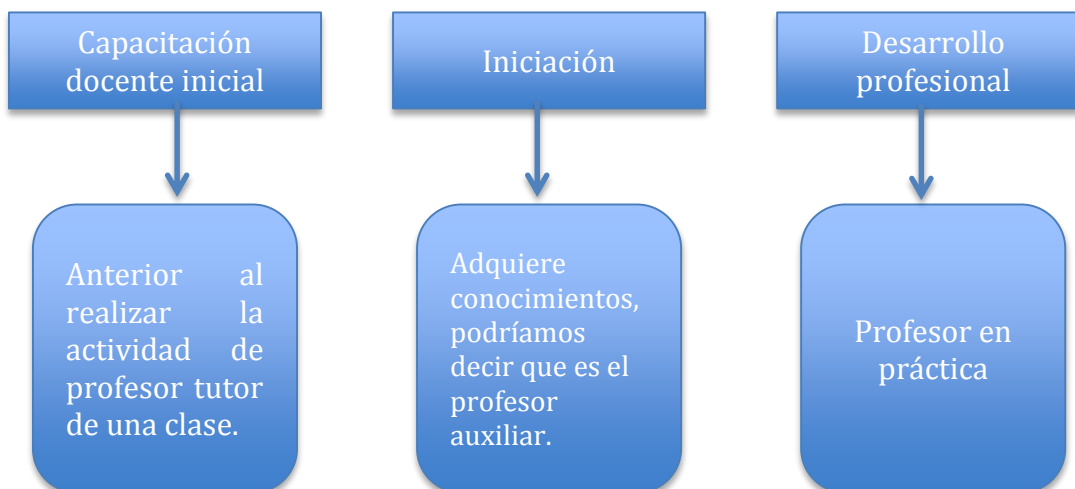 Capacitación
docente inicial
Iniciación
Desarrollo
profesional
Anterior al
realizar la
actividad de
profesor tutor
de una clase.
Adquiere
conocimientos,
podríamos
decir que es el
profesor
auxiliar.
Profesor en
práctica